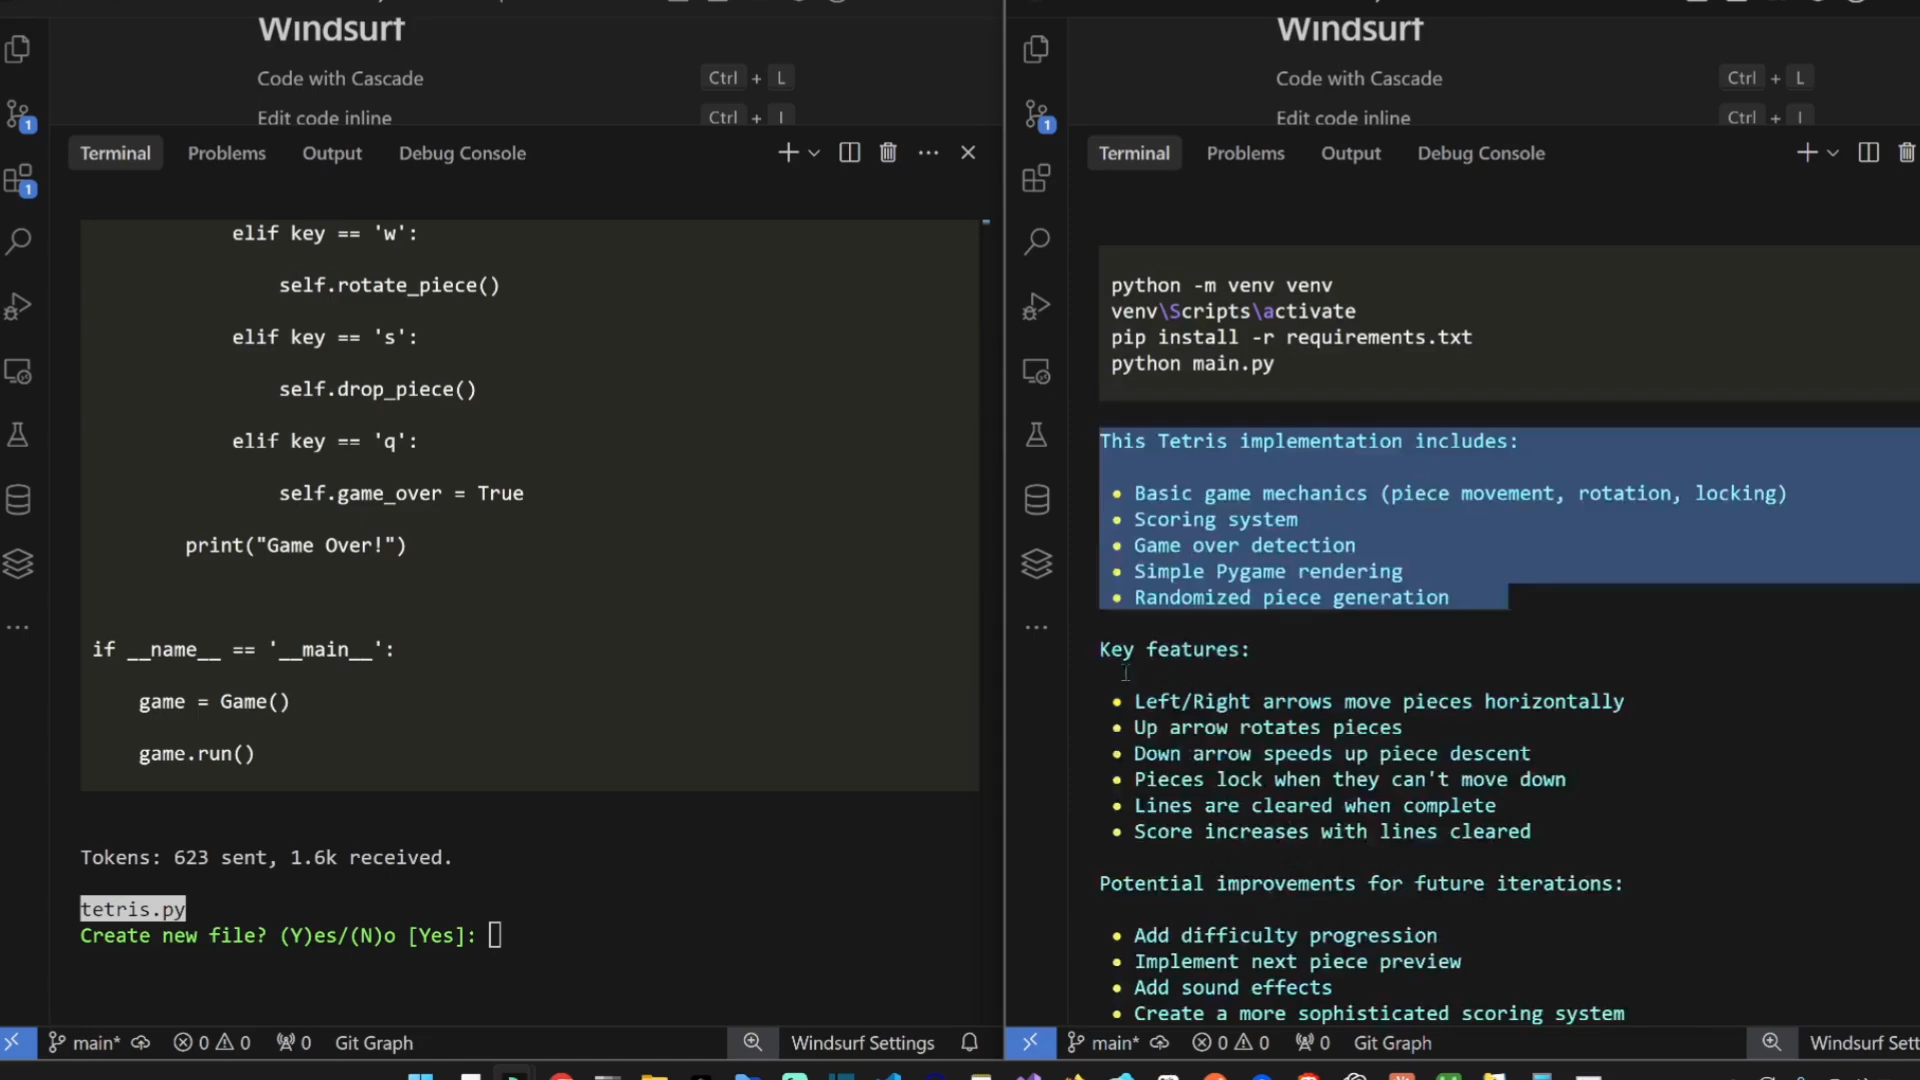 Windsurf
Code with Cascade Ctrl + L
Edit code inline Ctrl + I
Terminal Problems Output Debug Console
elif key == 'w':
self.rotate_piece()
elif key == 's':
self.drop_piece()
elif key == 'q':
self.game_over = True
print("Game Over!")
if __name__ == '__main__':
game = Game()
game.run()
Tokens: 623 sent, 1.6k received.
tetris.py
Create new file? (Y)es/(N)o [Yes]:
1
1
main* 0 0 0 Git Graph Windsurf Settings
Windsurf
Code with Cascade Ctrl + L
Edit code inline Ctrl + I
Terminal Problems Output Debug Console
1
python -m venv venv
venv\Scripts\activate
pip install -r requirements.txt
python main.py
This Tetris implementation includes:
• Basic game mechanics (piece movement, rotation, locking)
• Scoring system
• Game over detection
• Simple Pygame rendering
• Randomized piece generation
Key features:
• Left/Right arrows move pieces horizontally
• Up arrow rotates pieces
• Down arrow speeds up piece descent
• Pieces lock when they can't move down
• Lines are cleared when complete
• Score increases with lines cleared
Potential improvements for future iterations:
• Add difficulty progression
• Implement next piece preview
• Add sound effects
• Create a more sophisticated scoring system
main* 0 0 0 Git Graph Windsurf Sett